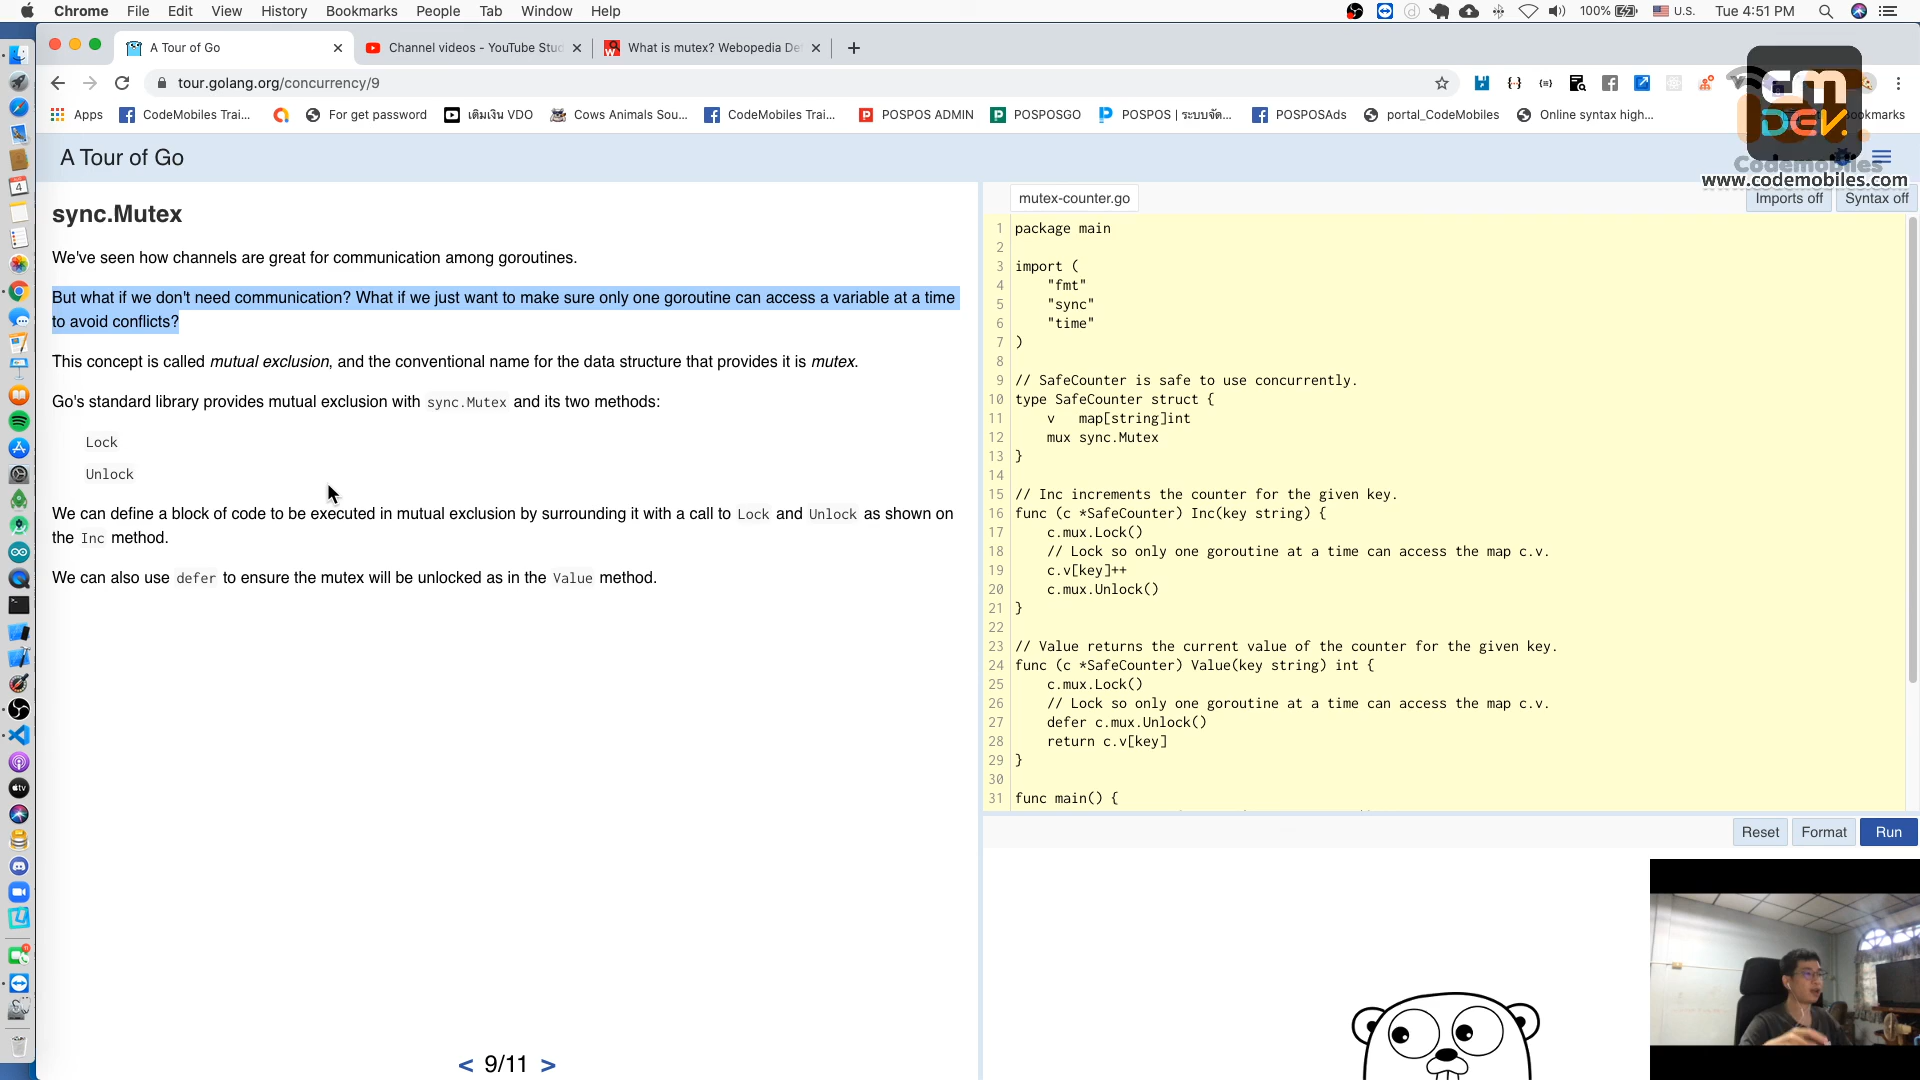 Chrome File Edit View History Bookmarks People Tab Window Help
100% U.S. Tue 4:51 PM
A Tour of Go
Channel videos - YouTube Stud
What is mutex? Webopedia De
tour.golang.org/concurrency/9
Apps
CodeMobiles Trai...
For get password
เติมเงิน VDO
Cows Animals Sou...
CodeMobiles Trai...
POSPOS ADMIN
POSPOSGO
POSPOS | ระบบจัด...
POSPOSAds
portal_CodeMobiles
Online syntax high...
ookmarks
cm
DEV.
Codemobiles
www.codemobiles.com
A Tour of Go
sync.Mutex
We've seen how channels are great for communication among goroutines.
But what if we don't need communication? What if we just want to make sure only one goroutine can access a variable at a time
to avoid conflicts?
This concept is called mutual exclusion, and the conventional name for the data structure that provides it is mutex.
Go's standard library provides mutual exclusion with sync.Mutex and its two methods:
Lock
Unlock
We can define a block of code to be executed in mutual exclusion by surrounding it with a call to Lock and Unlock as shown on
the Inc method.
We can also use defer to ensure the mutex will be unlocked as in the Value method.
< 9/11 >
mutex-counter.go
Imports off
Syntax off
1 package main
2
3 import (
4 "fmt"
5 "sync"
6 "time"
7 )
8
9 // SafeCounter is safe to use concurrently.
10 type SafeCounter struct {
11 v map[string]int
12 mux sync.Mutex
13 }
14
15 // Inc increments the counter for the given key.
16 func (c *SafeCounter) Inc(key string) {
17 c.mux.Lock()
18 // Lock so only one goroutine at a time can access the map c.v.
19 c.v[key]++
20 c.mux.Unlock()
21 }
22
23 // Value returns the current value of the counter for the given key.
24 func (c *SafeCounter) Value(key string) int {
25 c.mux.Lock()
26 // Lock so only one goroutine at a time can access the map c.v.
27 defer c.mux.Unlock()
28 return c.v[key]
29 }
30
31 func main() {
Reset
Format
Run